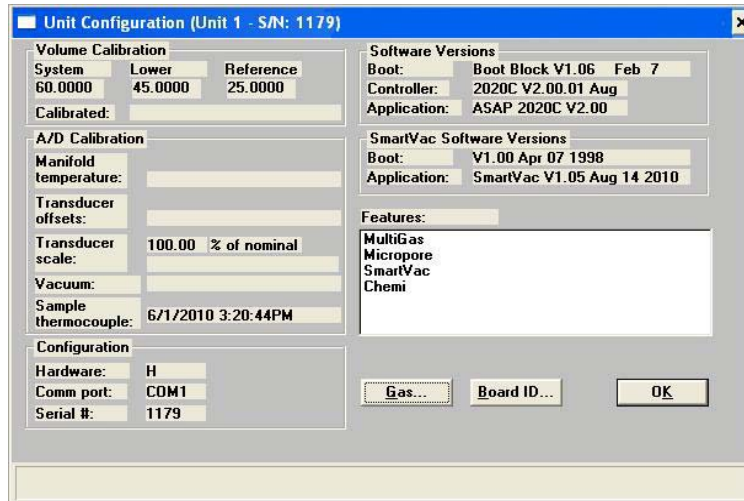 Unit Configuration (Unit 1 - S/N: 1179)
Volume Calibration
System Lower Reference
60.0000 45.0000 25.0000
Calibrated:
A/D Calibration
Manifold
temperature:
Transducer
offsets:
Transducer
scale:
100.00 % of nominal
Vacuum:
Sample
thermocouple:
6/1/2010 3:20:44PM
Configuration
Hardware: H
Comm port: COM1
Serial #: 1179
Software Versions
Boot: Boot Block V1.06 Feb 7
Controller: 2020C V2.00.01 Aug
Application: ASAP 2020C V2.00
SmartVac Software Versions
Boot: V1.00 Apr 07 1998
Application: SmartVac V1.05 Aug 14 2010
Features:
MultiGas
Micropore
SmartVac
Chemi
Gas... Board ID... OK